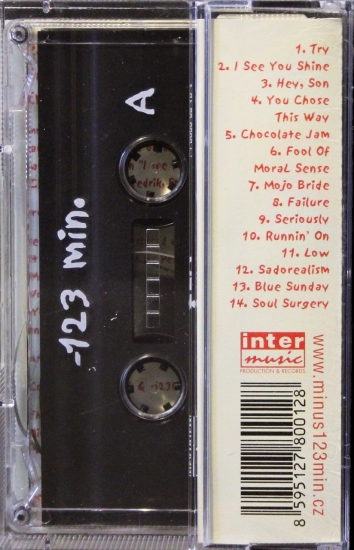 1. Try
2. I See You Shine
3. Hey, Son
4. You Chose
This Way
5. Chocolate Jam
6. Fool Of
Moral Sense
7. Mojo Bride
8. Failure
9. Seriously
10. Runnin' On
11. Low
12. Sadorealism
13. Blue Sunday
14. Soul Surgery
inter
music
PRODUCTION & RECORDS
www.minus123min.cz
8 595127 800128
A
-123 min.